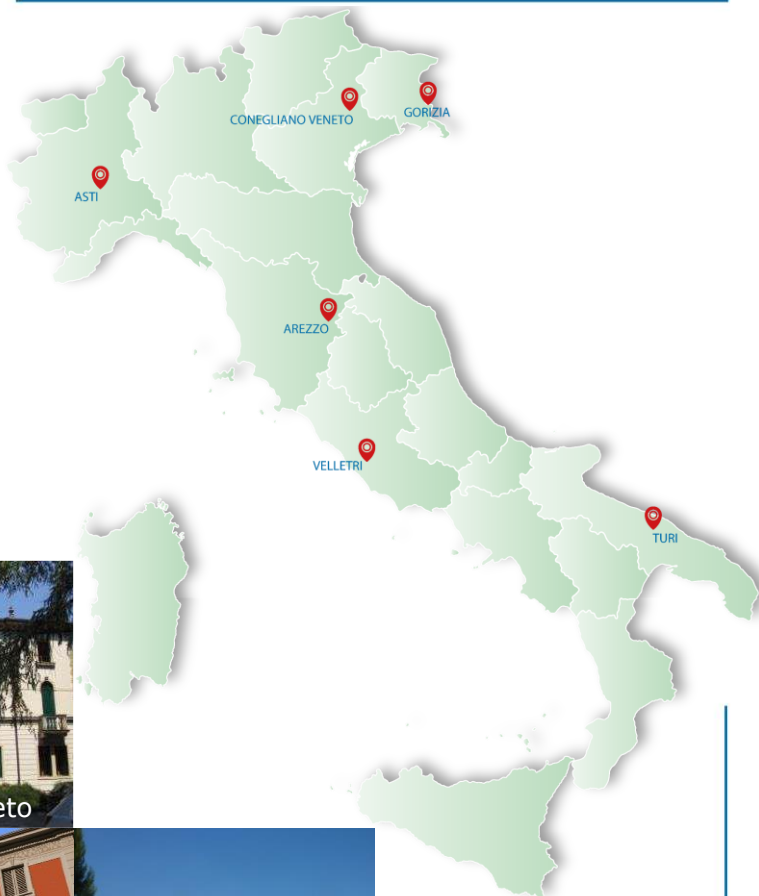 GORIZIA
CONEGLIANO VENETO
ASTI
AREZZO
VELLETRI
TURI
eto